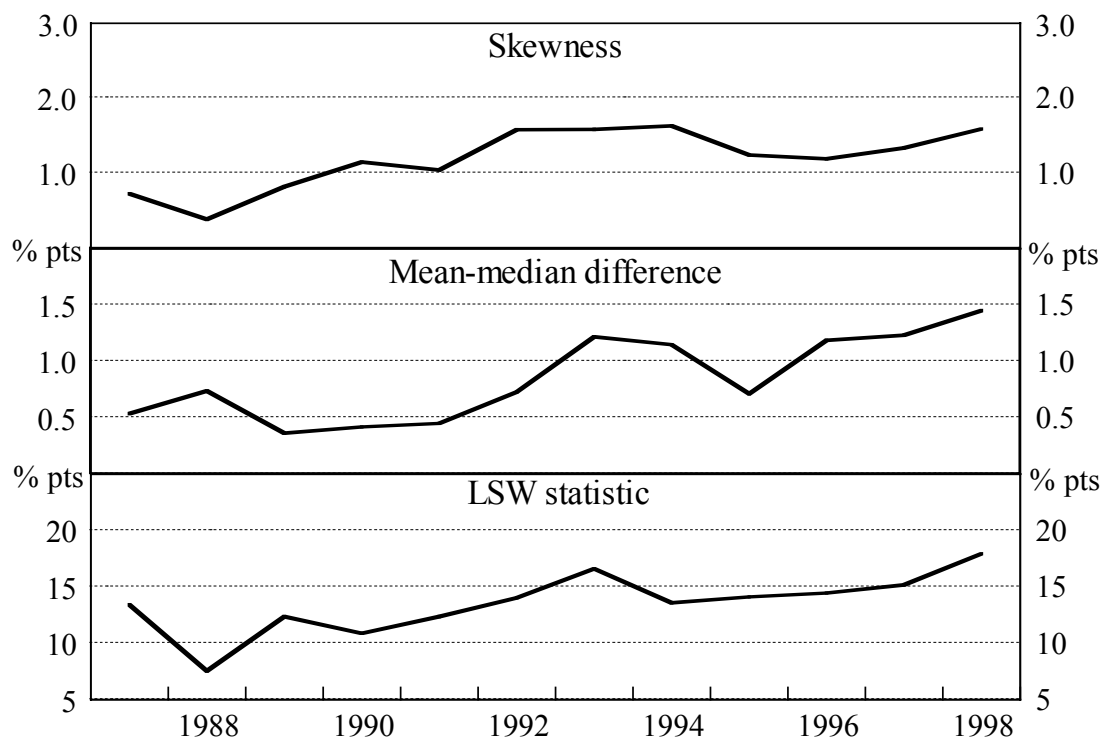 3.0 Skewness 3.0
2.0 2.0
1.0 1.0
% pts % pts
Mean-median difference
1.5 1.5
1.0 1.0
0.5 0.5
% pts % pts
LSW statistic
20 20
15 15
10 10
5 5
1988 1990 1992 1994 1996 1998